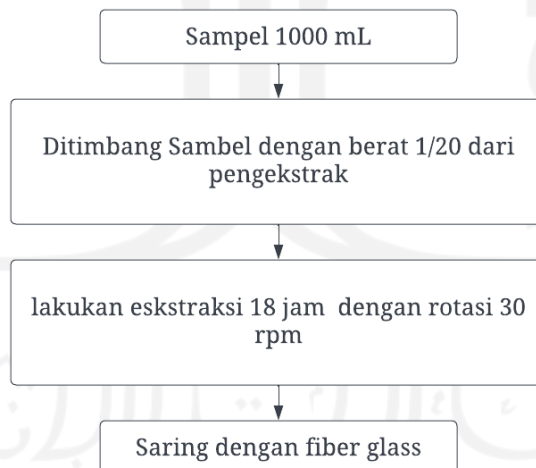 Sampel 1000 mL
Ditimbang Sambel dengan berat 1/20 dari
pengekstrak
lakukan eskstraksi 18 jam dengan rotasi 30
rpm
Saring dengan fiber glass